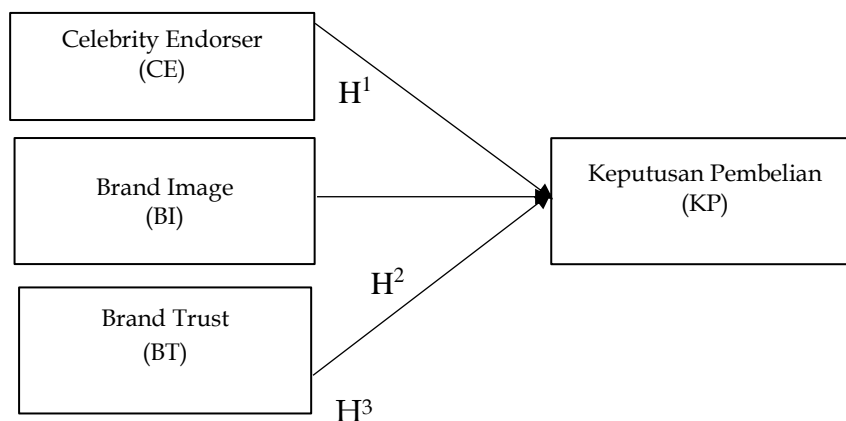 Celebrity Endorser
(CE)
H¹
Brand Image
(BI)
Keputusan Pembelian
(KP)
H²
Brand Trust
(BT)
H³